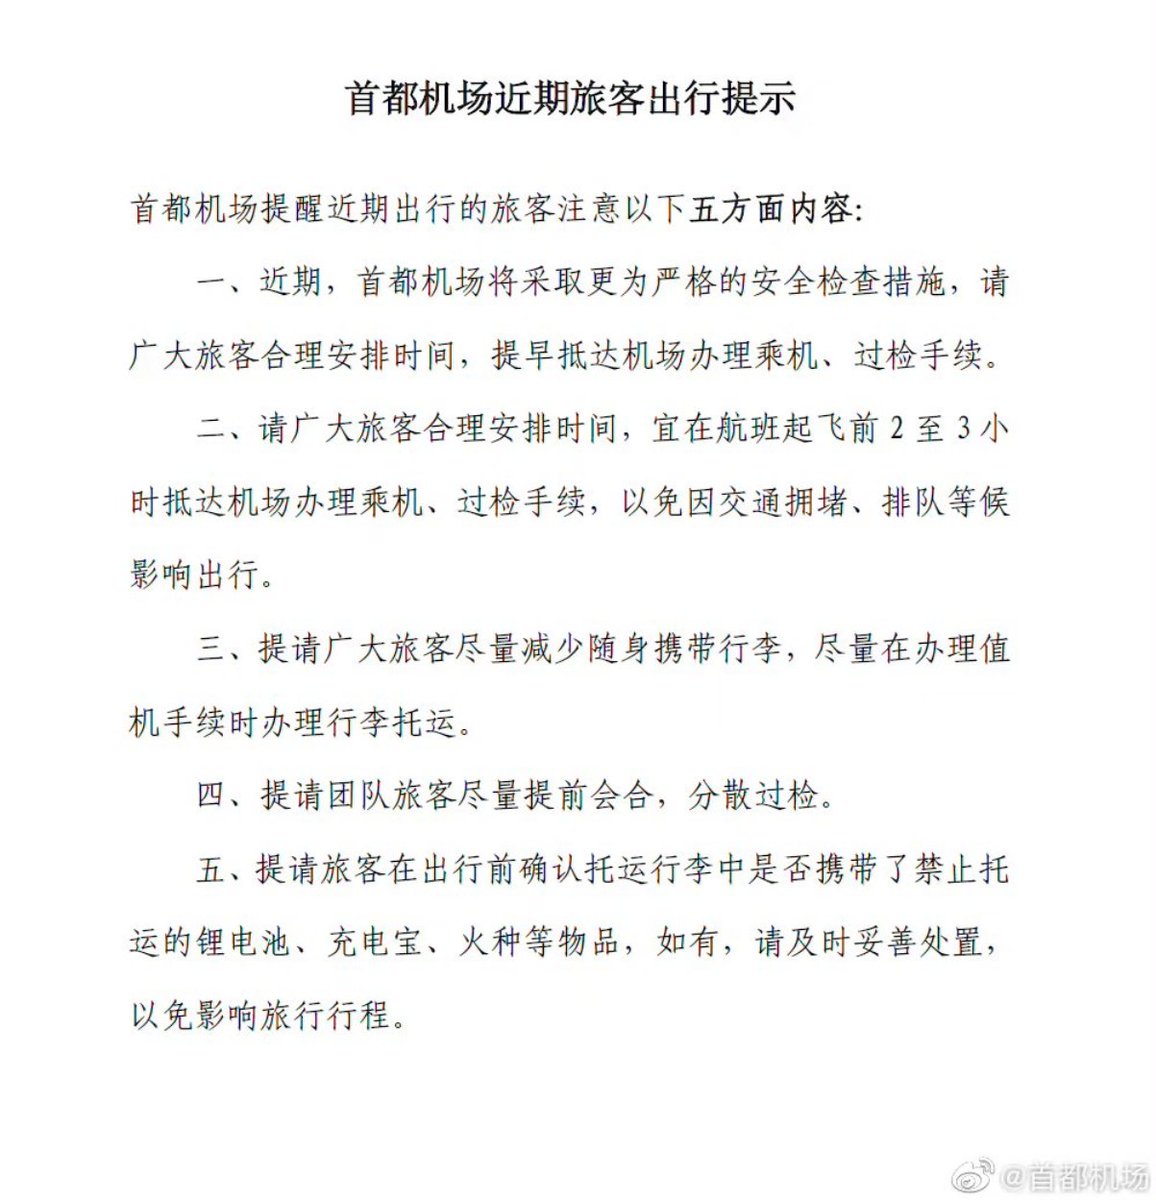 首都机场近期旅客出行提示
首都机场提醒近期出行的旅客注意以下五方面内容：
一、近期，首都机场将采取更为严格的安全检查措施，请
广大旅客合理安排时间，提早抵达机场办理乘机、过检手续。
二、请广大旅客合理安排时间，宜在航班起飞前 2 至 3 小
时抵达机场办理乘机、过检手续，以免因交通拥堵、排队等候
影响出行。
三、提请广大旅客尽量减少随身携带行李，尽量在办理值
机手续时办理行李托运。
四、提请团队旅客尽量提前会合，分散过检。
五、提请旅客在出行前确认托运行李中是否携带了禁止托
运的锂电池、充电宝、火种等物品，如有，请及时妥善处置，
以免影响旅行行程。
@首都机场